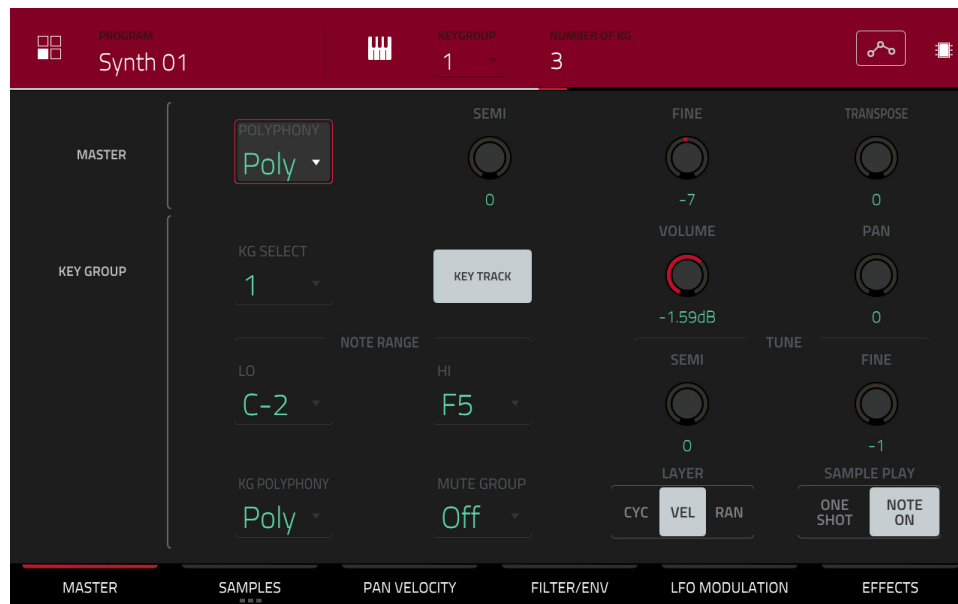 PROGRAM
Synth 01
KEYGROUP
1
NUMBER OF KG
3
MASTER
POLYPHONY
Poly
SEMI
0
FINE
-7
TRANSPOSE
0
KEY GROUP
KG SELECT
1
KEY TRACK
VOLUME
-1.59dB
PAN
0
NOTE RANGE
LO
C-2
HI
F5
TUNE
SEMI
0
FINE
-1
KG POLYPHONY
Poly
MUTE GROUP
Off
LAYER
CYC VEL RAN
SAMPLE PLAY
ONE SHOT
NOTE ON
MASTER SAMPLES PAN VELOCITY FILTER/ENV LFO MODULATION EFFECTS